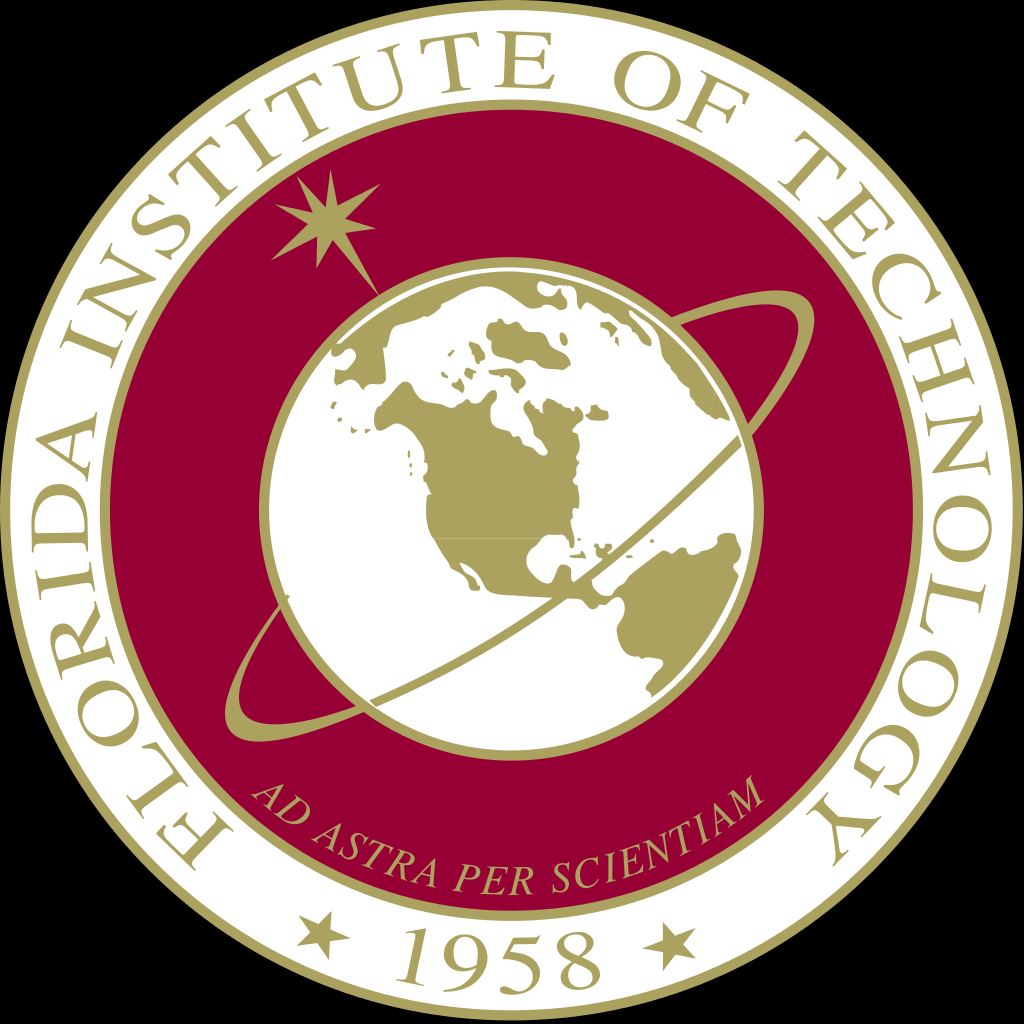 FLORIDA INSTITUTE OF TECHNOLOGY
AD ASTRA PER SCIENTIAM
1958